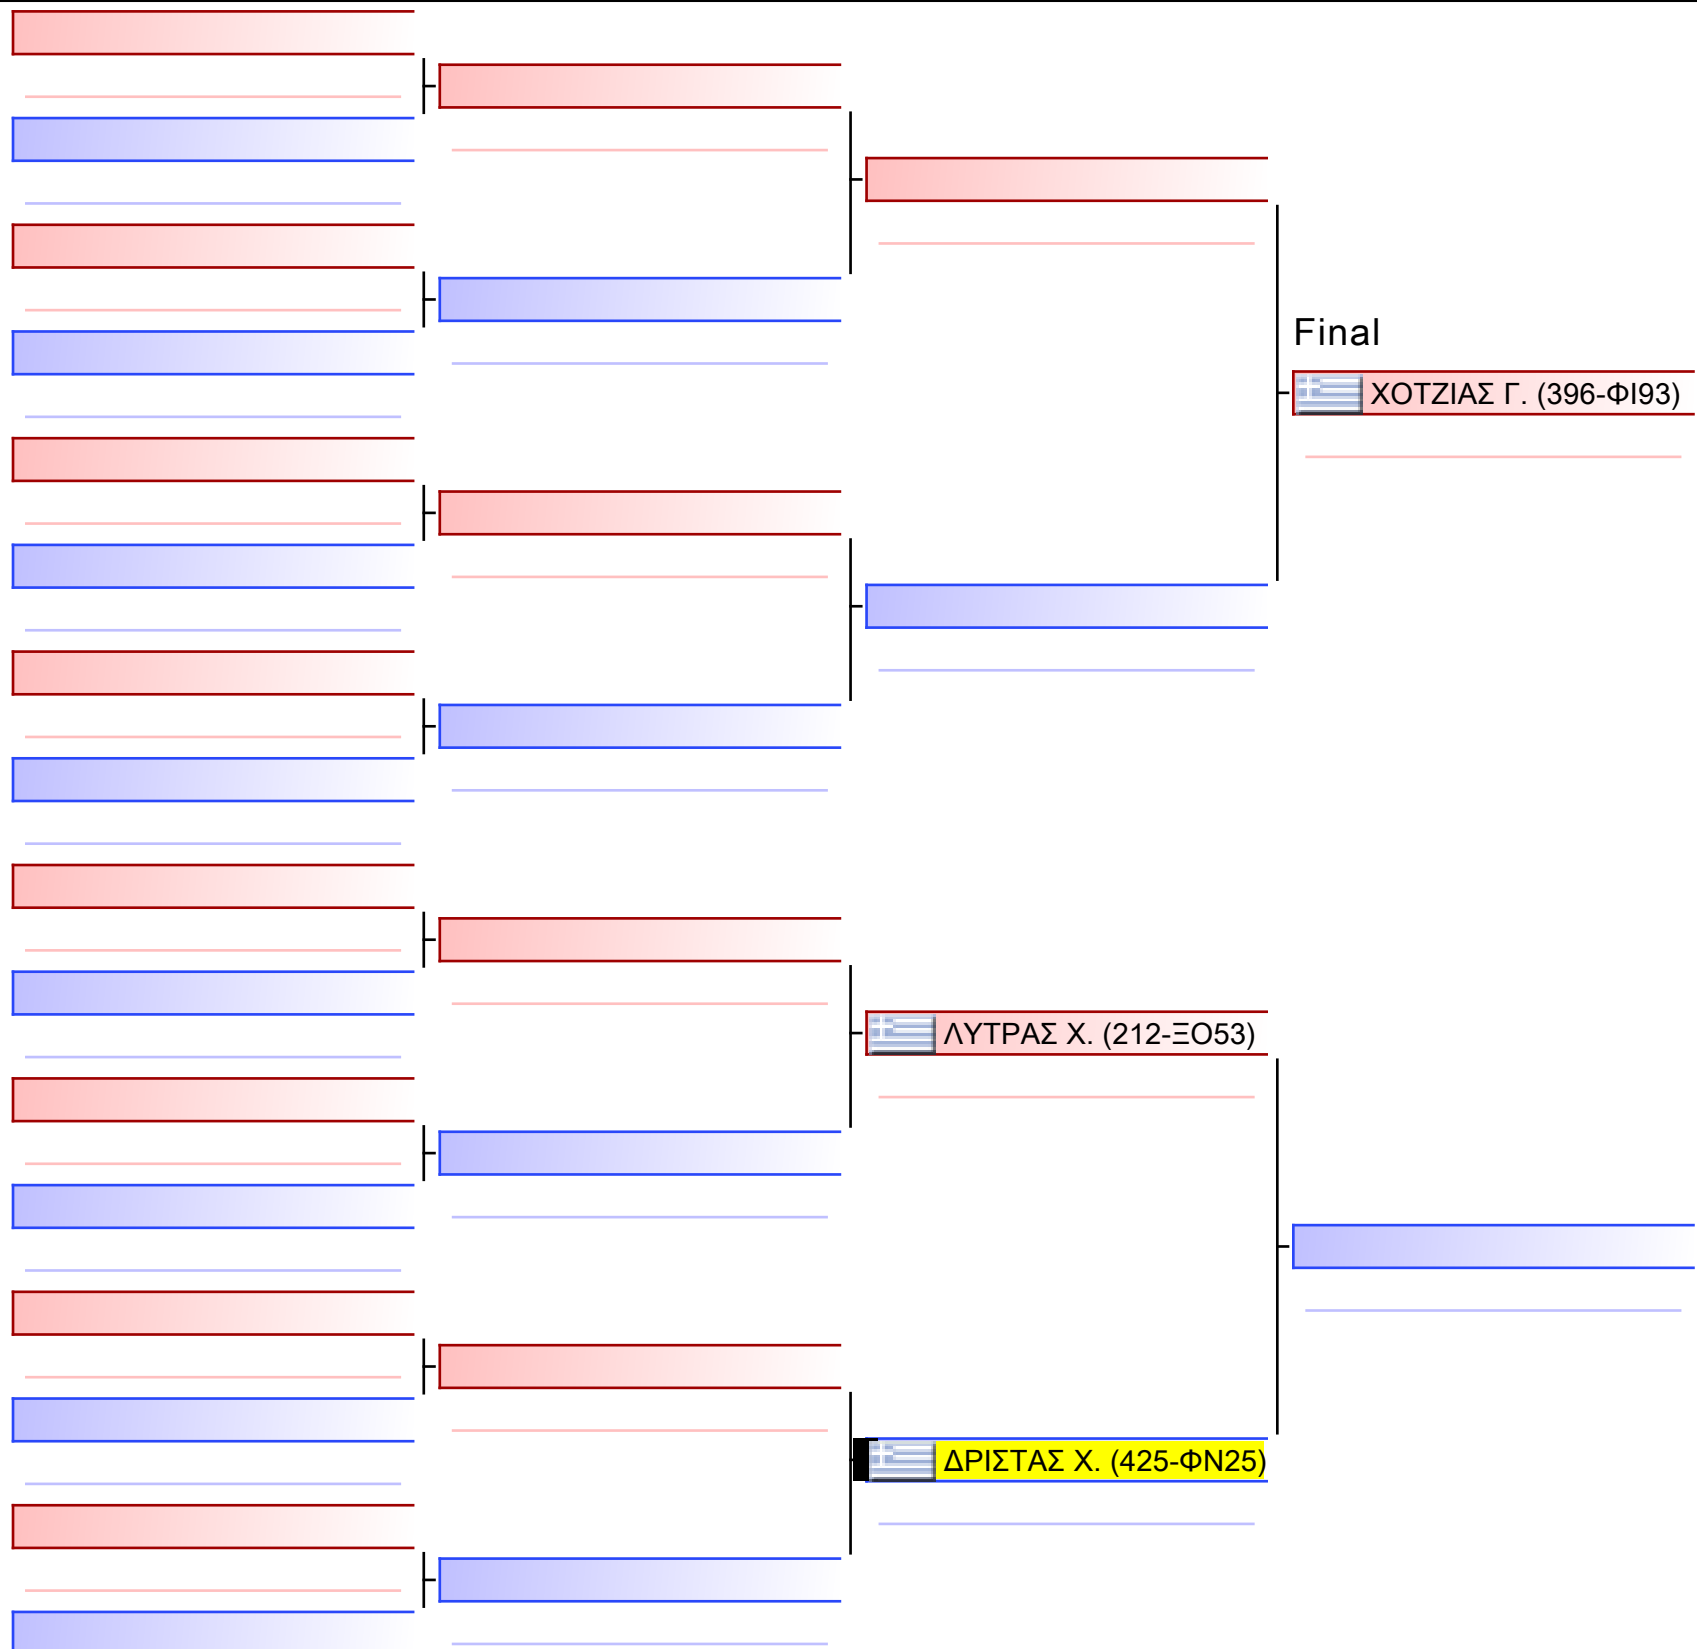 Final
ΧΟΤΖΙΑΣ Γ. (396-ΦΙ93)
ΛΥΤΡΑΣ Χ. (212-ΞΟ53)
ΔΡΙΣΤΑΣ Χ. (425-ΦΝ25)